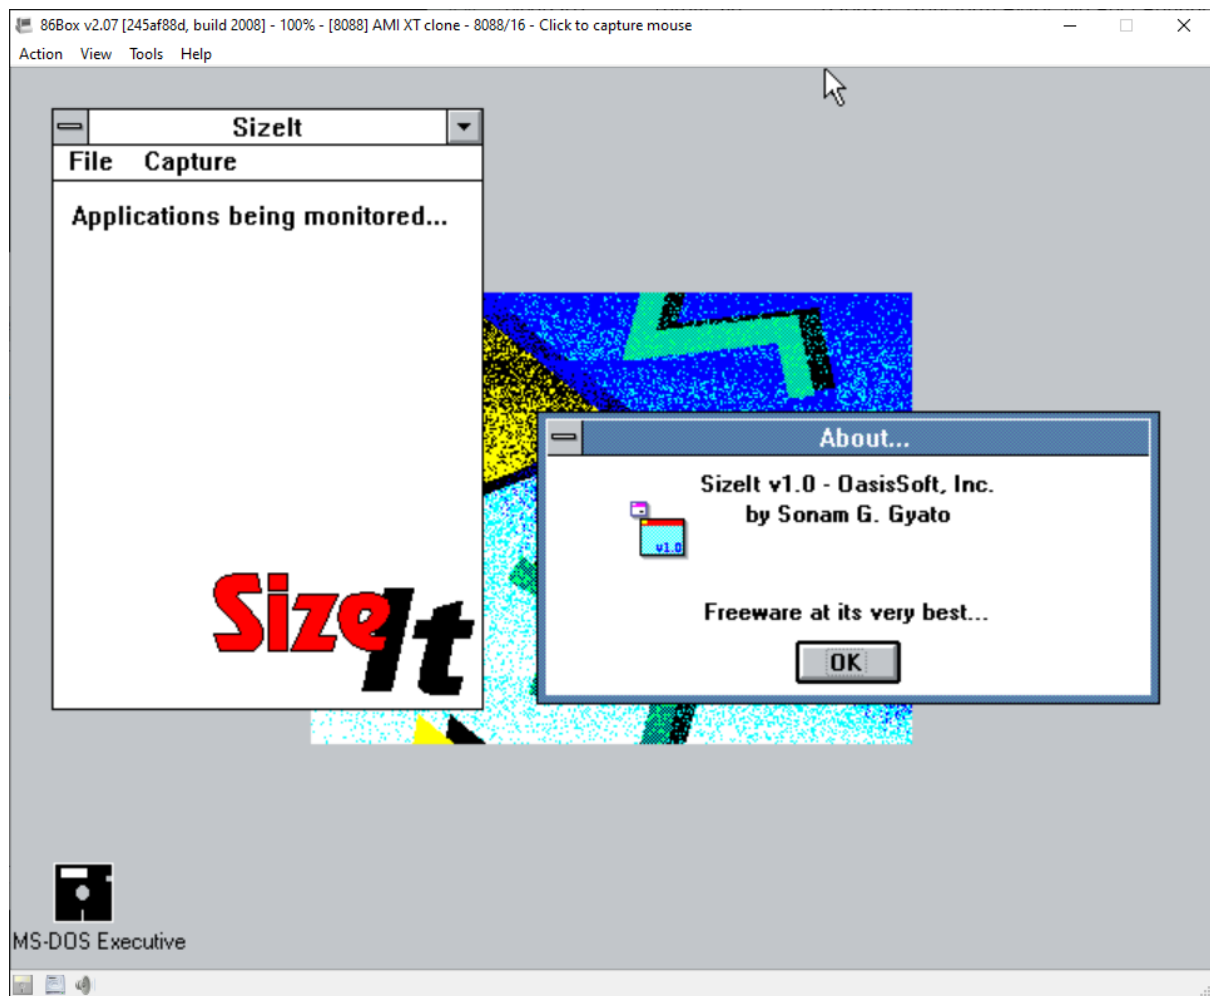 86Box v2.07 [245af88d, build 2008] - 100% - [8088] AMI XT clone - 8088/16 - Click to capture mouse
Action View Tools Help
SizeIt
File Capture
Applications being monitored...
About...
SizeIt v1.0 - OasisSoft, Inc.
by Sonam G. Gyato
v1.0
Freeware at its very best...
OK
Size It
MS-DOS Executive